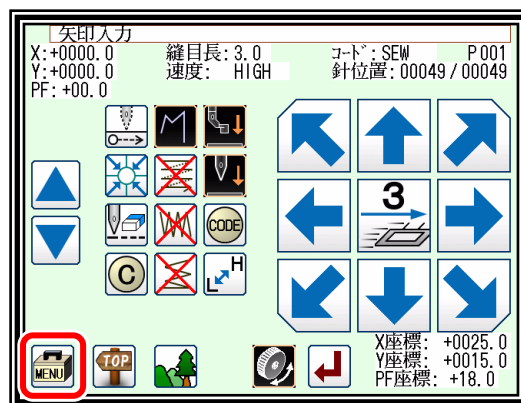 矢印入力
X:+0000.0 縫目長:3.0 コード:SEW P001
Y:+0000.0 速度: HIGH 針位置:00049/00049
PF:+00.0
3
CODE
C
L H
X座標: +0025.0
Y座標: +0015.0
PF座標: +18.0
MENU TOP